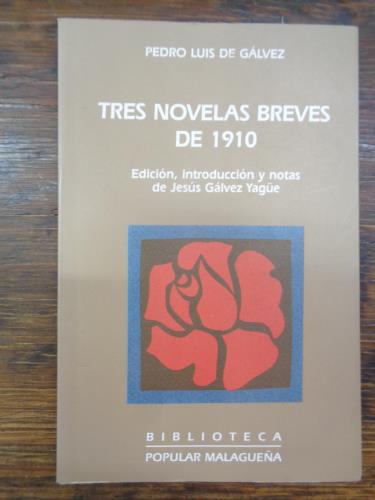 PEDRO LUIS DE GÁLVEZ
TRES NOVELAS BREVES
DE 1910
Edición, introducción y notas
de Jesús Gálvez Yagüe
BIBLIOTECA
POPULAR MALAGUEÑA